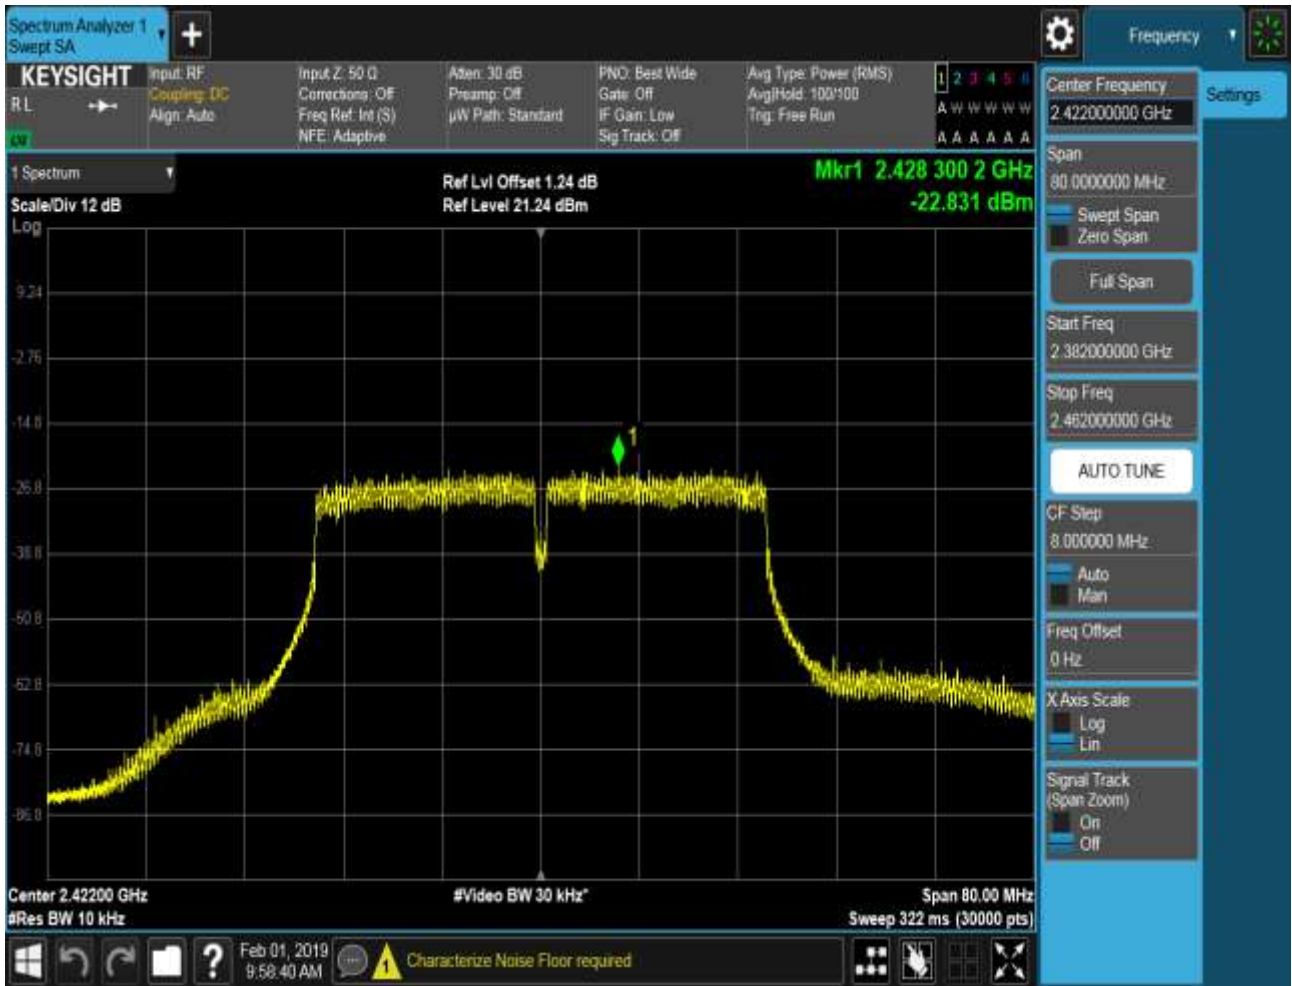 Spectrum Analyzer 1
Swept SA
+
Frequency
KEYSIGHT
R L
Input: RF
Coupling: DC
Align: Auto
Input Z: 50 Ω
Corrections: Off
Freq Ref: Int (S)
NFE: Adaptive
Atten: 30 dB
Preamp: Off
µW Path: Standard
PNO: Best Wide
Gate: Off
IF Gain: Low
Sig Track: Off
Avg Type: Power (RMS)
Avg|Hold: 100/100
Trig: Free Run
1 2 3 4 5 6
A W W W W W
A A A A A A
1 Spectrum
Scale/Div 12 dB
Log
Ref Lvl Offset 1.24 dB
Ref Level 21.24 dBm
Mkr1 2.428 300 2 GHz
-22.831 dBm
9.24
-2.76
-14.8
-26.8
-38.8
-50.8
-62.8
-74.8
-86.8
1
Center 2.42200 GHz
#Res BW 10 kHz
#Video BW 30 kHz*
Span 80.00 MHz
Sweep 322 ms (30000 pts)
Center Frequency
2.422000000 GHz
Settings
Span
80.0000000 MHz
Swept Span
Zero Span
Full Span
Start Freq
2.382000000 GHz
Stop Freq
2.462000000 GHz
AUTO TUNE
CF Step
8.000000 MHz
Auto
Man
Freq Offset
0 Hz
X Axis Scale
Log
Lin
Signal Track
(Span Zoom)
On
Off
?
Feb 01, 2019
9:58:40 AM
1
Characterize Noise Floor required